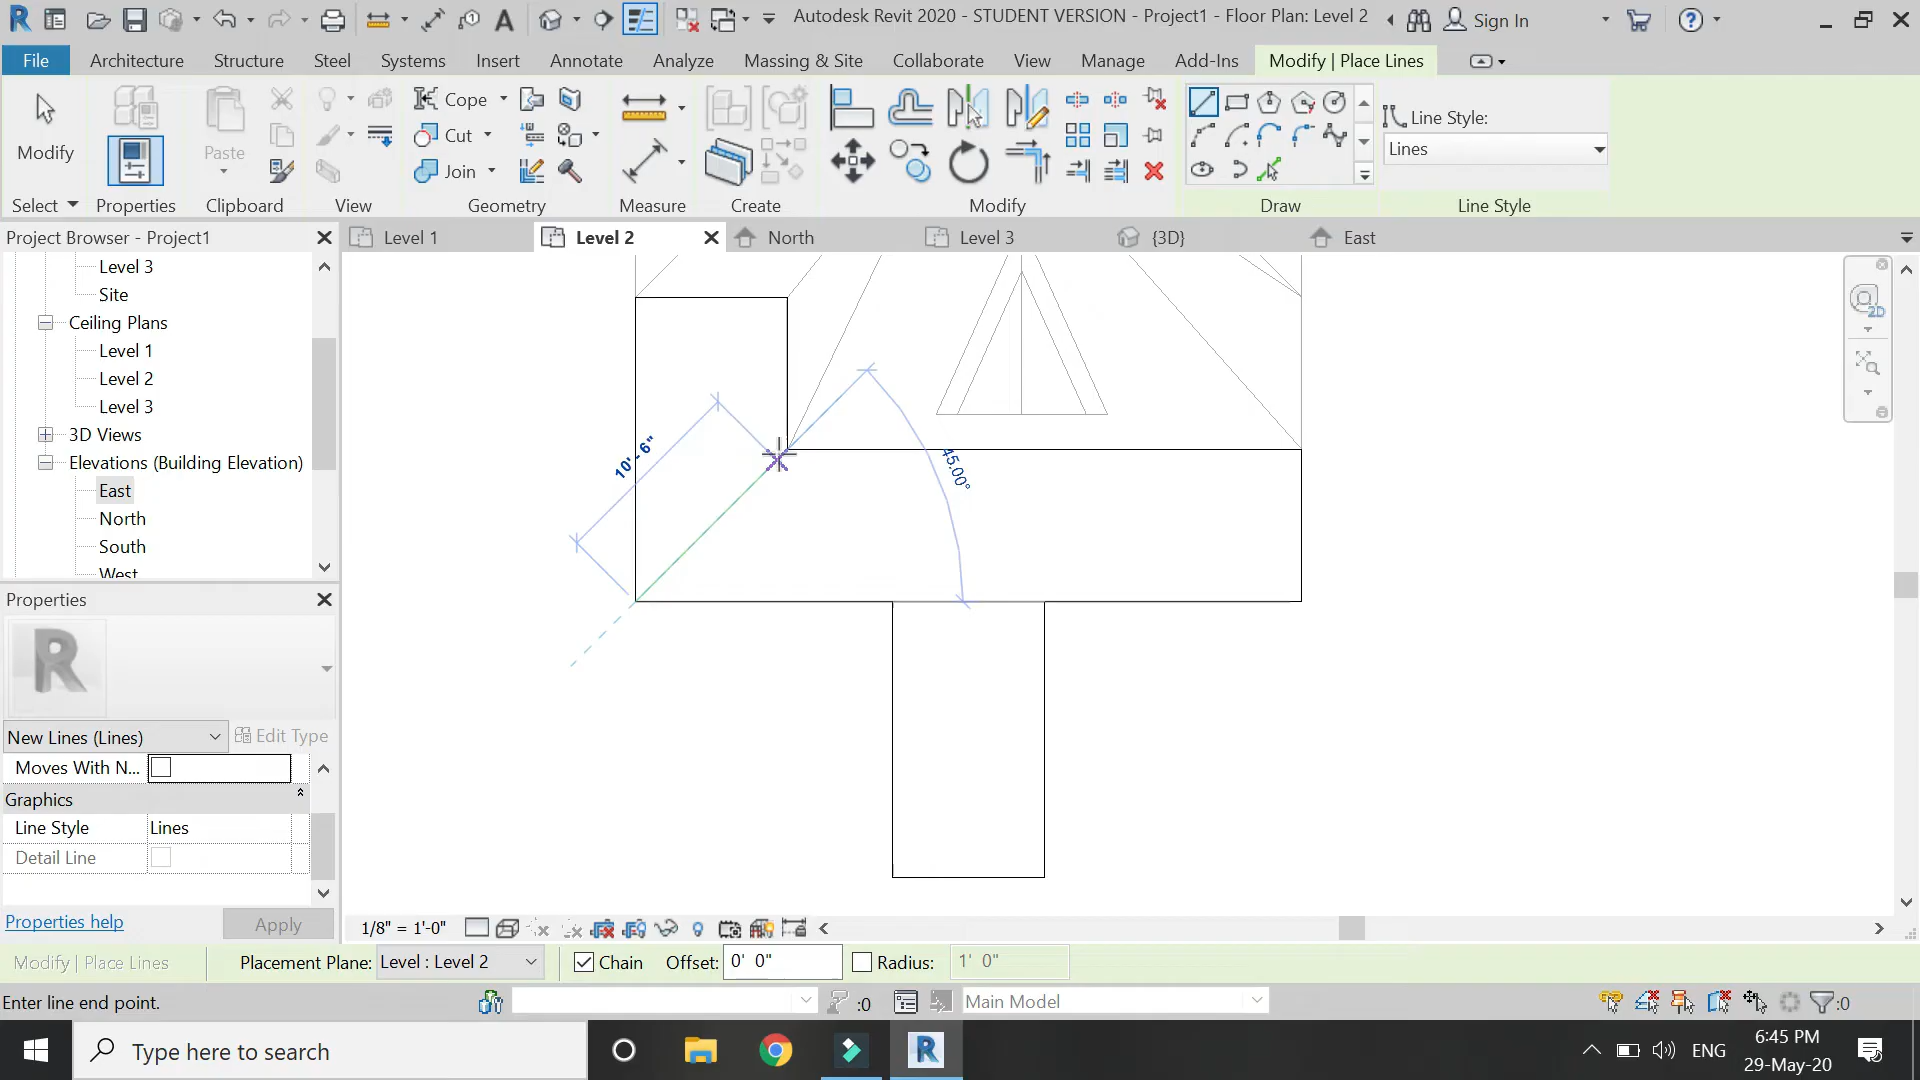 Autodesk Revit 2020 - STUDENT VERSION - Project1 - Floor Plan: Level 2
Sign In
File
Architecture
Structure
Steel
Systems
Insert
Annotate
Analyze
Massing & Site
Collaborate
View
Manage
Add-Ins
Modify | Place Lines
Modify
Paste
Cope
Cut
Join
Line Style:
Lines
Select
Properties
Clipboard
View
Geometry
Measure
Create
Modify
Draw
Line Style
Project Browser - Project1
Level 1
Level 2
North
Level 3
{3D}
East
Level 3
Site
Ceiling Plans
Level 1
Level 2
Level 3
3D Views
Elevations (Building Elevation)
East
North
South
West
10' - 6"
45.00°
2D
Properties
New Lines (Lines)
Edit Type
Moves With N...
Graphics
Line Style
Lines
Detail Line
Properties help
Apply
1/8" = 1'-0"
Modify | Place Lines
Placement Plane:
Level : Level 2
Chain
Offset:
0' 0"
Radius:
1' 0"
Enter line end point.
:0
Main Model
:0
Type here to search
ENG
6:45 PM
29-May-20